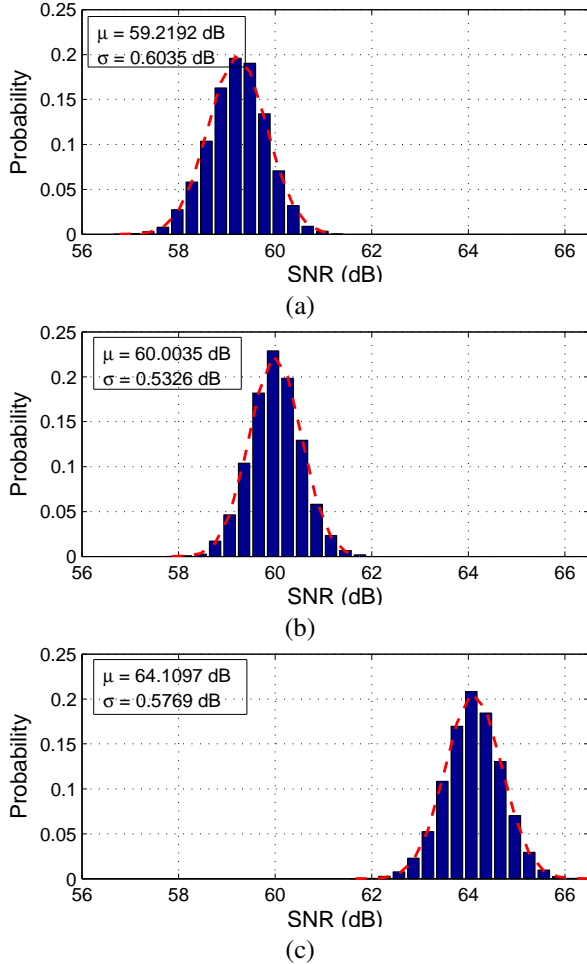 0.25
μ = 59.2192 dB
σ = 0.6035 dB
0.2
0.15
0.1
0.05
0
Probability
56 58 60 62 64 66
SNR (dB)
(a)
0.25
μ = 60.0035 dB
σ = 0.5326 dB
0.2
0.15
0.1
0.05
0
Probability
56 58 60 62 64 66
SNR (dB)
(b)
0.25
μ = 64.1097 dB
σ = 0.5769 dB
0.2
0.15
0.1
0.05
0
Probability
56 58 60 62 64 66
SNR (dB)
(c)